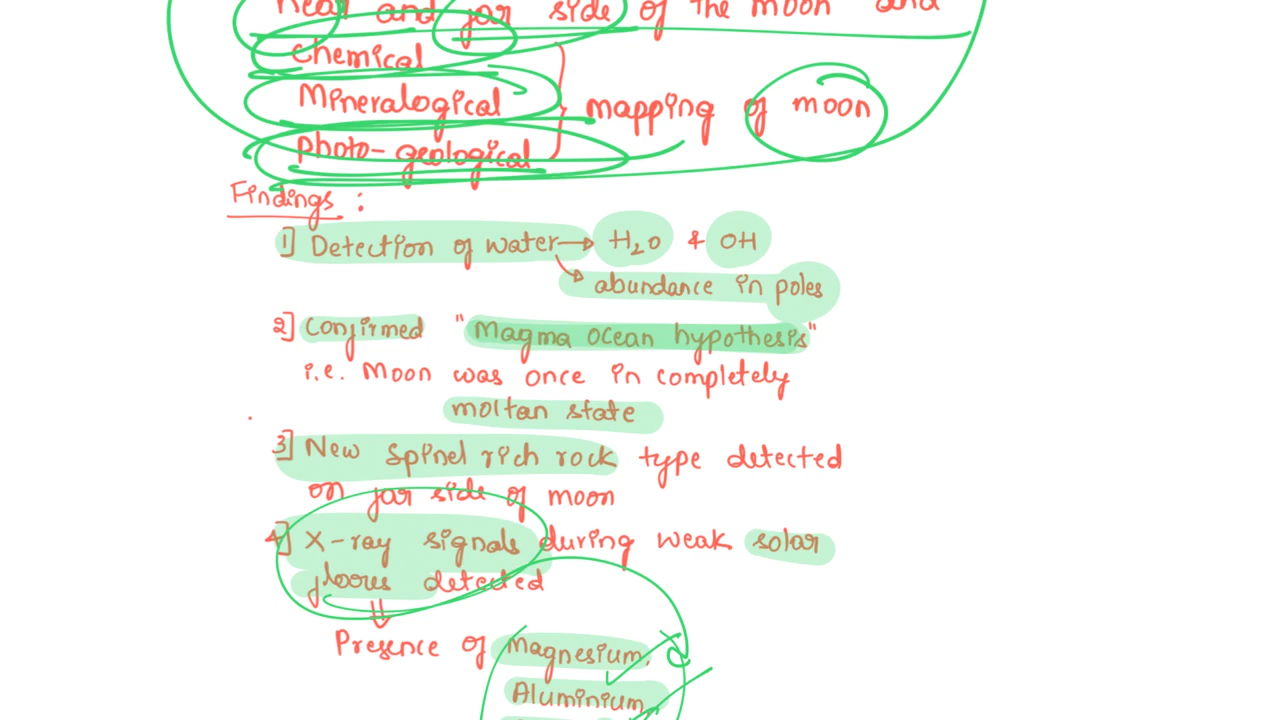 Near and far side of the moon and
Chemical
Mineralogical } mapping of moon
Photo-geological
Findings :
1] Detection of water → H2O & OH
↘ abundance in poles
2] Confirmed "Magma ocean hypothesis"
i.e. Moon was once in completely
moltan state
3] New spinel rich rock type detected
on far side of moon
4] X-ray signals during weak solar
floores detected
⇓
Presence of Magnesium,
Aluminium,